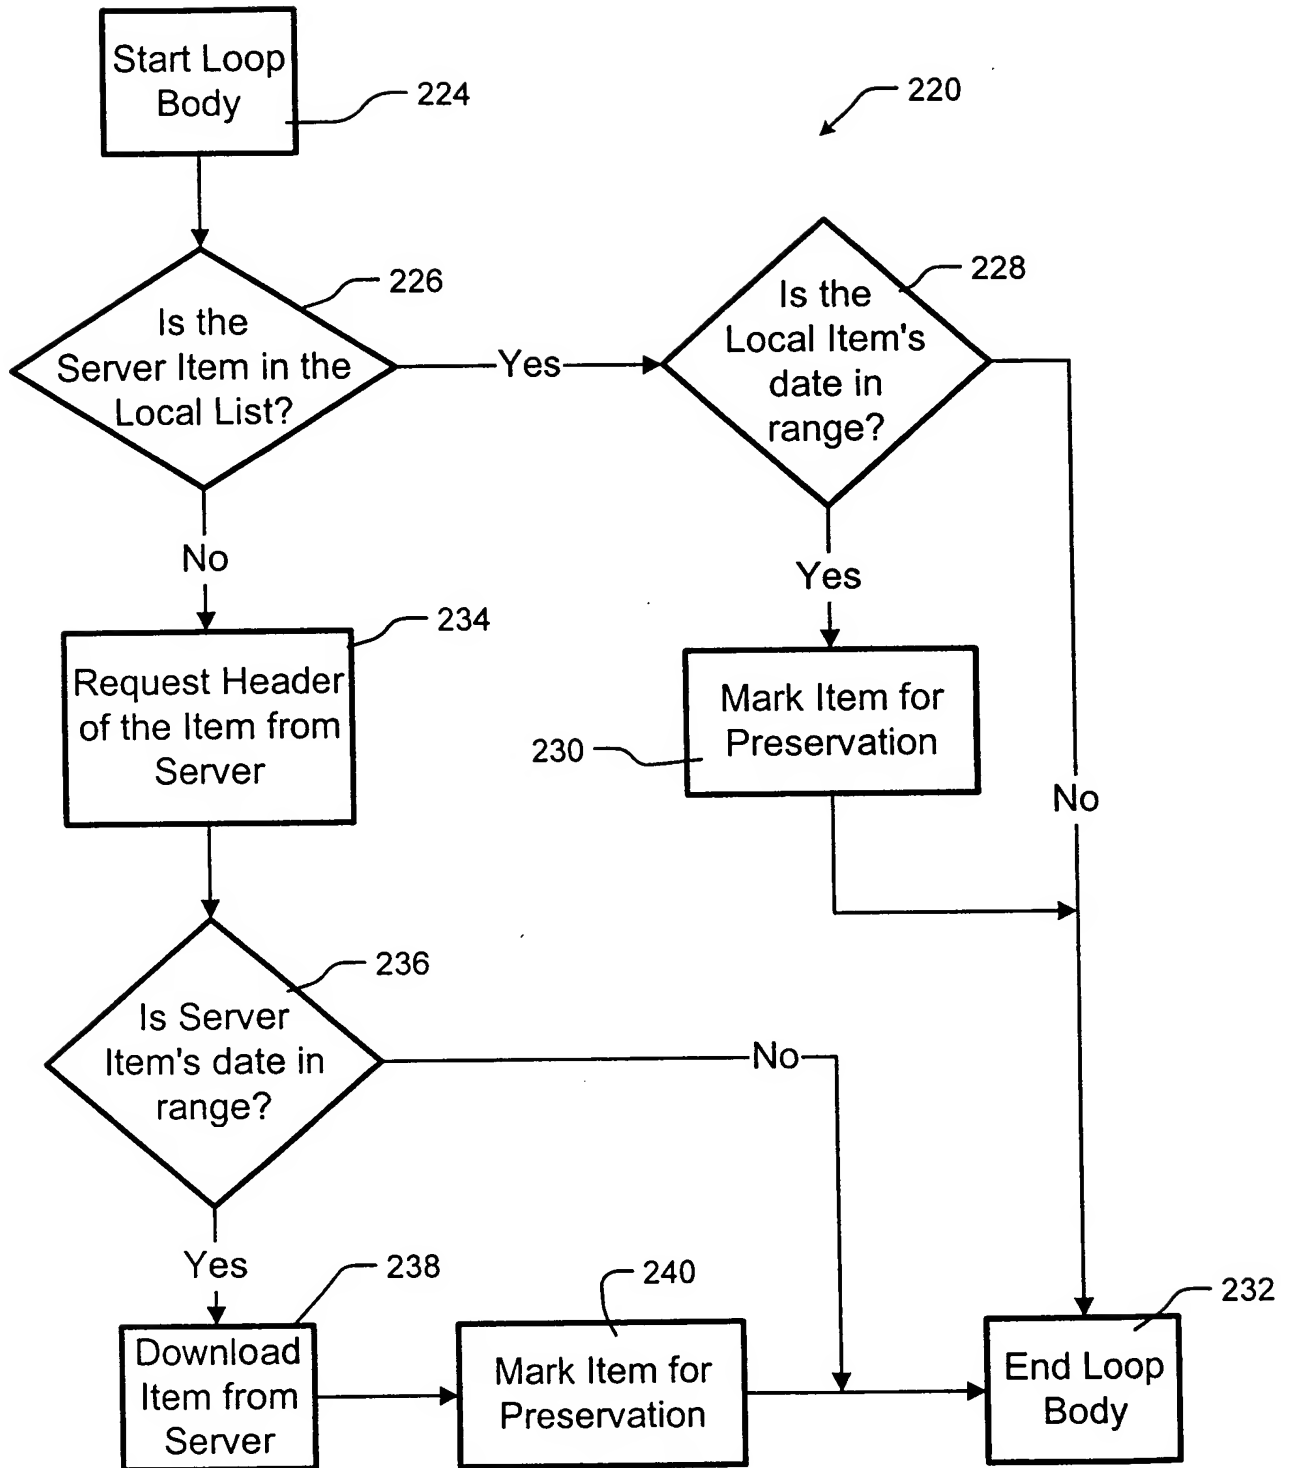 Start Loop
Body
224
220
226
Is the
Server Item in the
Local List?
Yes
228
Is the
Local Item's
date in
range?
No
Yes
234
Request Header
of the Item from
Server
Mark Item for
Preservation
230
No
236
Is Server
Item's date in
range?
No
Yes
238
Download
Item from
Server
240
Mark Item for
Preservation
232
End Loop
Body